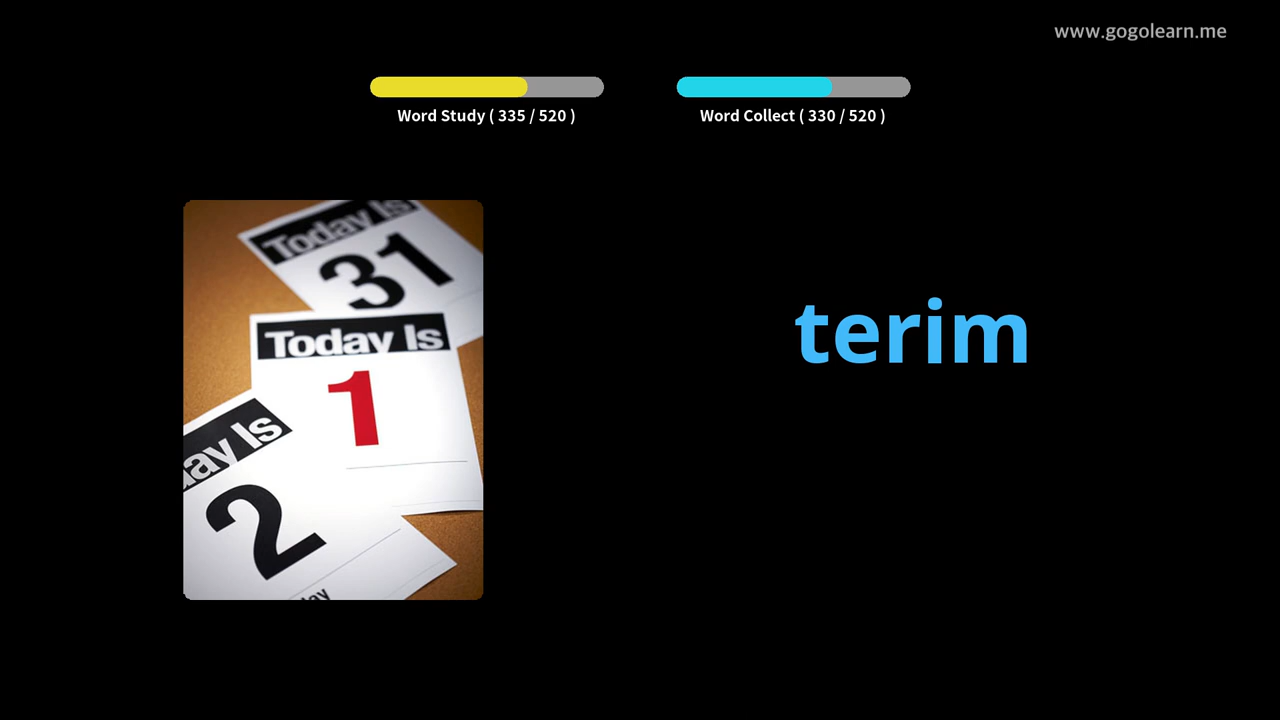 www.gogolearn.me
Word Study ( 335 / 520 )
Word Collect ( 330 / 520 )
Today Is
31
Today Is
1
ay Is
2
ay
terim